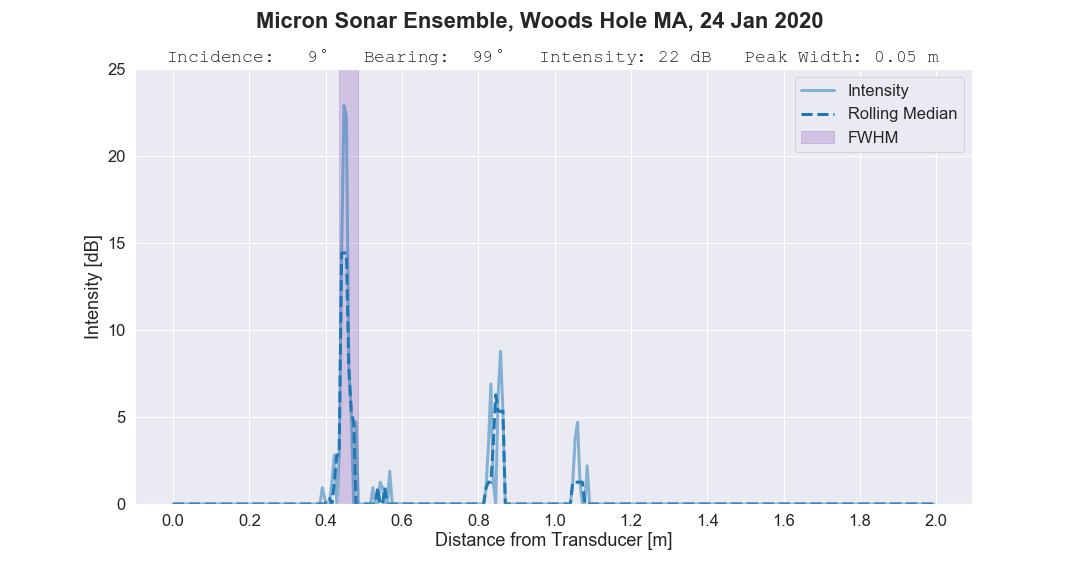 Micron Sonar Ensemble, Woods Hole MA, 24 Jan 2020
Incidence: 9° Bearing: 99° Intensity: 22 dB Peak Width: 0.05 m
Intensity
Rolling Median
FWHM
25
20
15
10
5
0
Intensity [dB]
0.0 0.2 0.4 0.6 0.8 1.0 1.2 1.4 1.6 1.8 2.0
Distance from Transducer [m]